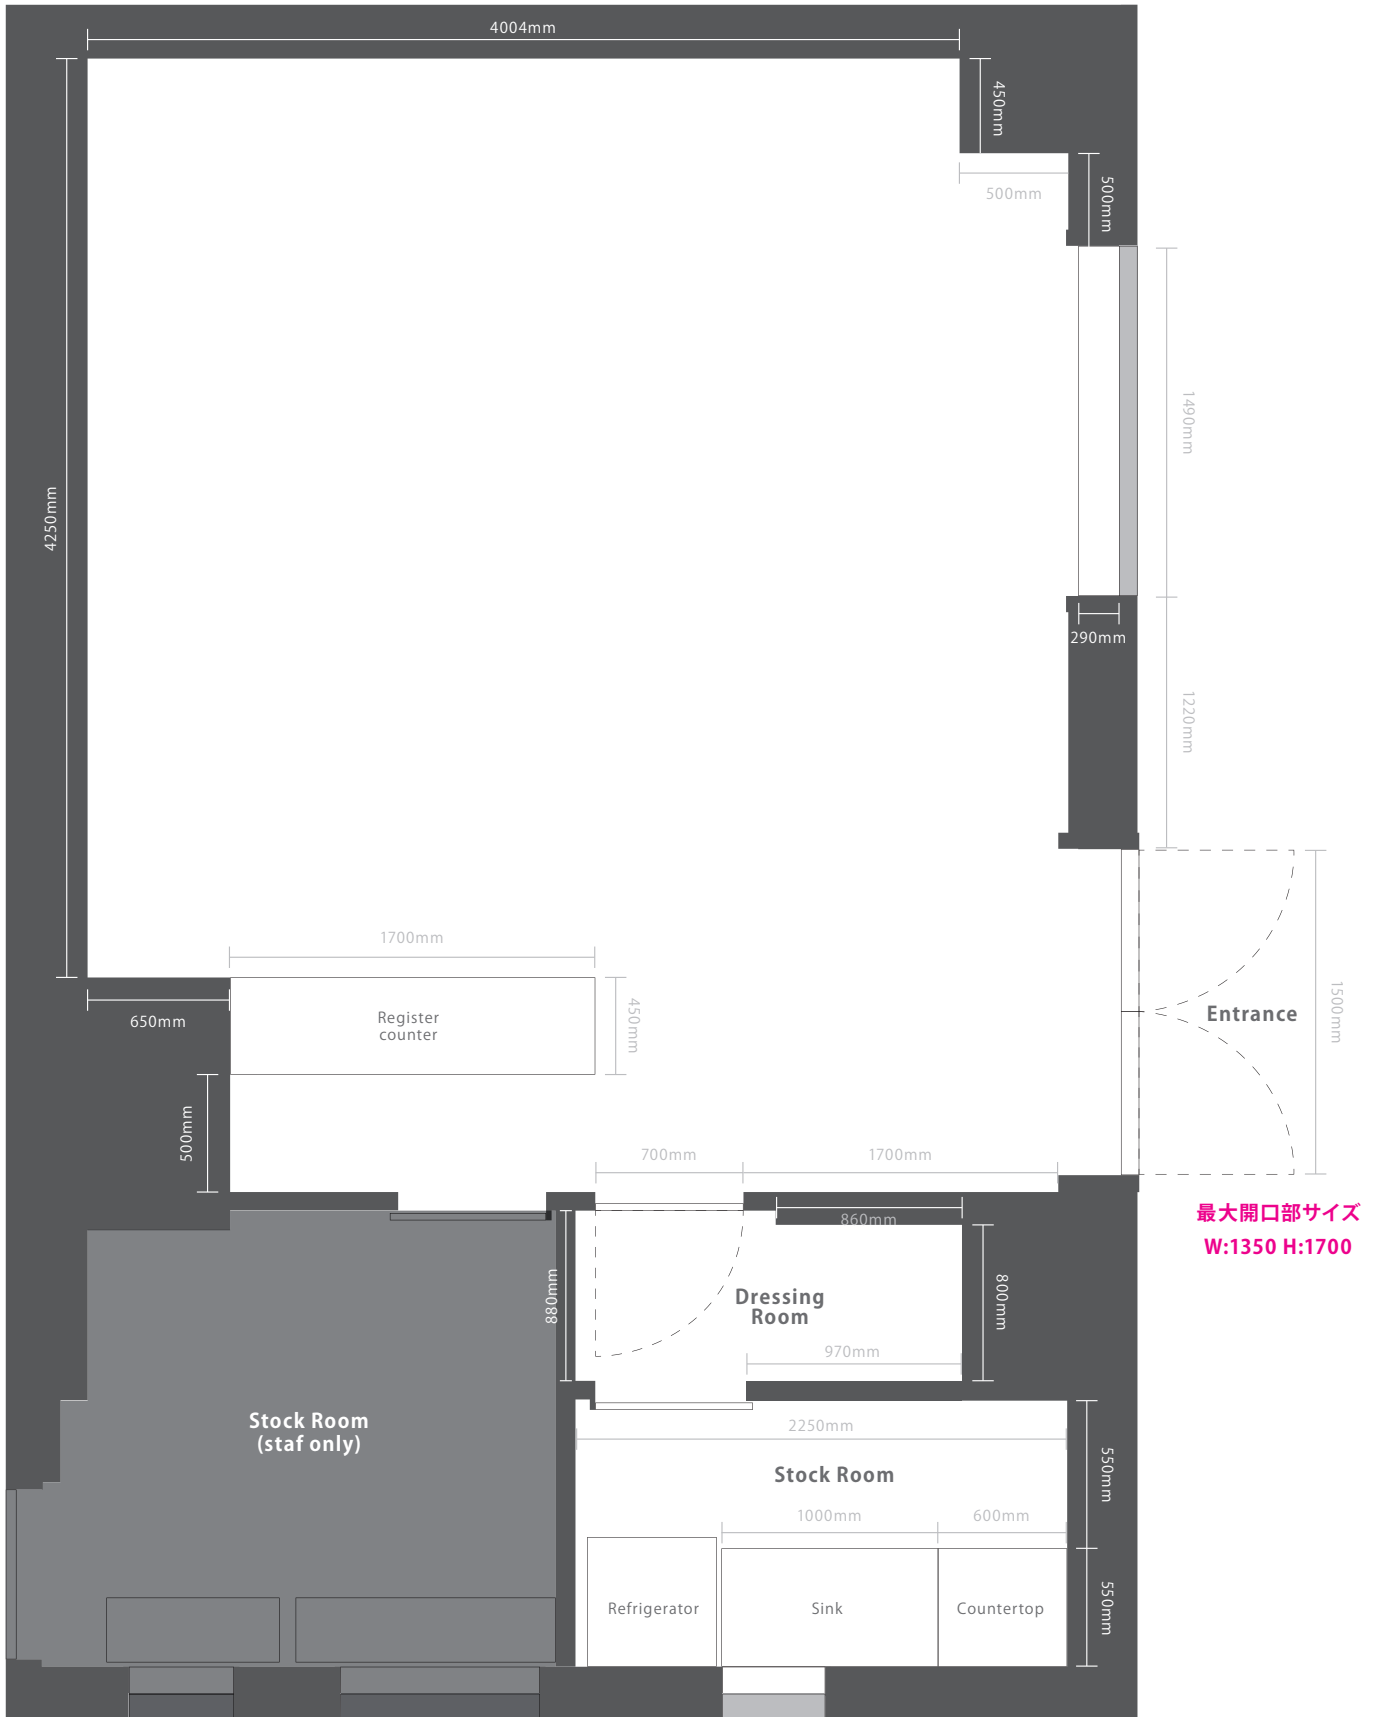 4004mm
450mm
500mm
500mm
1490mm
4250mm
290mm
1220mm
1700mm
650mm
Register
counter
450mm
Entrance
1500mm
500mm
700mm
1700mm
860mm
最大開口部サイズ
W:1350 H:1700
880mm
Dressing
Room
800mm
970mm
Stock Room
(staf only)
2250mm
Stock Room
550mm
1000mm
600mm
Refrigerator
Sink
Countertop
550mm